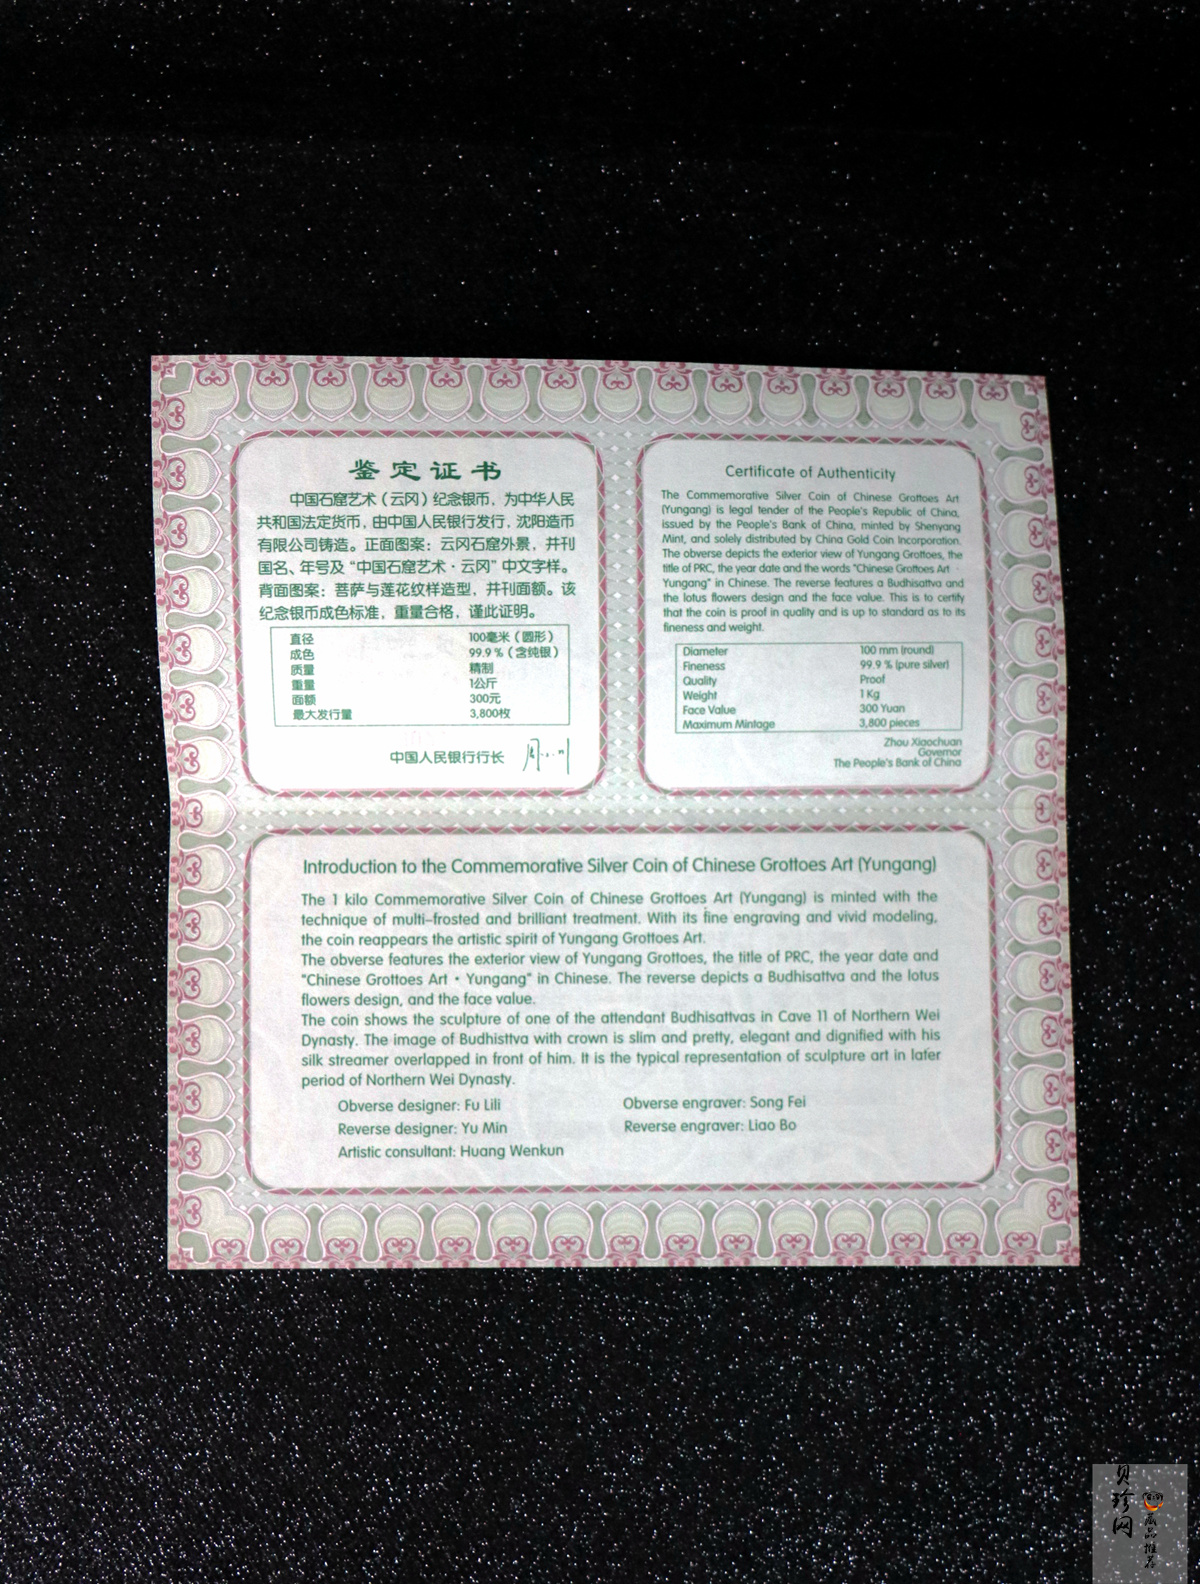 鉴定证书
中国石窟艺术（云冈）纪念银币，为中华人民
共和国法定货币，由中国人民银行发行，沈阳造币
有限公司铸造。正面图案：云冈石窟外景，并刊
国名、年号及“中国石窟艺术·云冈”中文字样。
背面图案：菩萨与莲花纹样造型，并刊面额。该
纪念银币成色标准，重量合格，谨此证明。
直径 100毫米（圆形）
成色 99.9％（含纯银）
质量 精制
重量 1公斤
面额 300元
最大发行量 3,800枚
中国人民银行行长
Certificate of Authenticity
The Commemorative Silver Coin of Chinese Grottoes Art
(Yungang) is legal tender of the People's Republic of China,
issued by the People's Bank of China, minted by Shenyang
Mint, and solely distributed by China Gold Coin Incorporation.
The obverse depicts the exterior view of Yungang Grottoes, the
title of PRC, the year date and the words "Chinese Grottoes Art ·
Yungang" in Chinese. The reverse features a Budhisattva and
the lotus flowers design and the face value. This is to certify
that the coin is proof in quality and is up to standard as to its
fineness and weight.
Diameter 100 mm (round)
Fineness 99.9 % (pure silver)
Quality Proof
Weight 1 Kg
Face Value 300 Yuan
Maximum Mintage 3,800 pieces
Zhou Xiaochuan
Governor
The People's Bank of China
Introduction to the Commemorative Silver Coin of Chinese Grottoes Art (Yungang)
The 1 kilo Commemorative Silver Coin of Chinese Grottoes Art (Yungang) is minted with the
technique of multi-frosted and brilliant treatment. With its fine engraving and vivid modeling,
the coin reappears the artistic spirit of Yungang Grottoes Art.
The obverse features the exterior view of Yungang Grottoes, the title of PRC, the year date and
"Chinese Grottoes Art · Yungang" in Chinese. The reverse depicts a Budhisattva and the lotus
flowers design, and the face value.
The coin shows the sculpture of one of the attendant Budhisattvas in Cave 11 of Northern Wei
Dynasty. The image of Budhisttva with crown is slim and pretty, elegant and dignified with his
silk streamer overlapped in front of him. It is the typical representation of sculpture art in later
period of Northern Wei Dynasty.
Obverse designer: Fu Lili Obverse engraver: Song Fei
Reverse designer: Yu Min Reverse engraver: Liao Bo
Artistic consultant: Huang Wenkun
贝珍网
藏品推荐